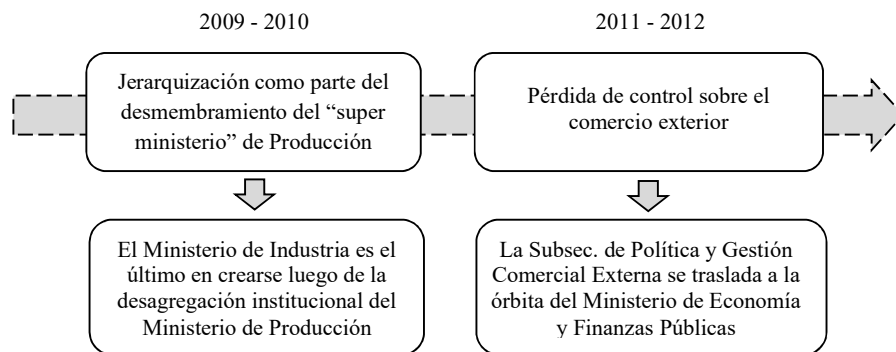 2009 - 2010
2011 - 2012
Jerarquización como parte del
desmembramiento del “super
ministerio” de Producción
Pérdida de control sobre el
comercio exterior
El Ministerio de Industria es el
último en crearse luego de la
desagregación institucional del
Ministerio de Producción
La Subsec. de Política y Gestión
Comercial Externa se traslada a la
órbita del Ministerio de Economía
y Finanzas Públicas